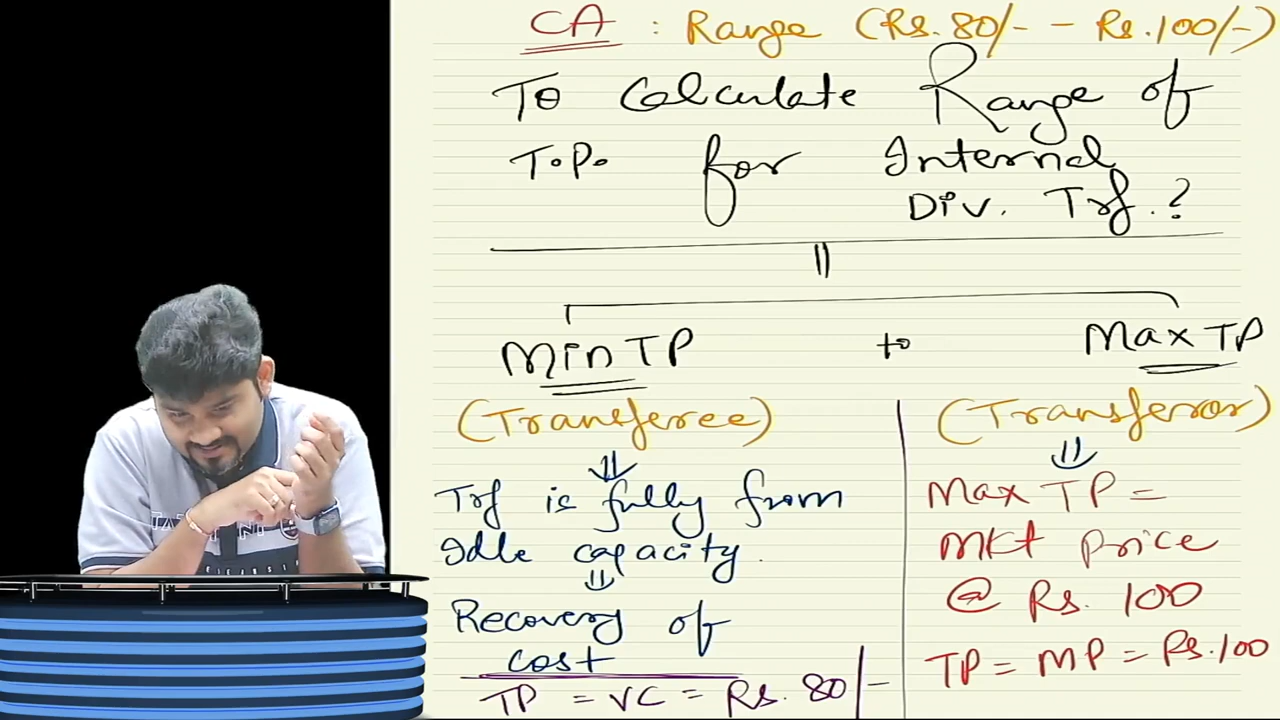 CA : Range (Rs.80/- - Rs.100/-)
To Calculate Range of
T.P. for Internal
Div. Trf.?
Min TP to Max TP
(Transferee)
Trf is fully from
Idle capacity.
Recovery of
cost
TP = VC = Rs. 80/-
(Transferor)
Max TP =
Mkt Price
@ Rs. 100
TP = MP = Rs.100